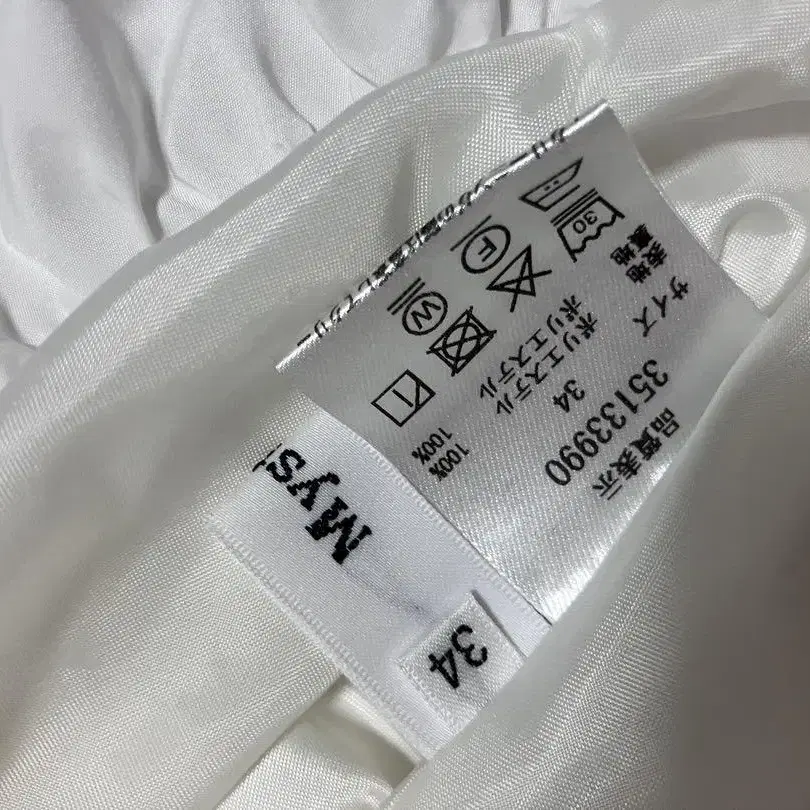 品質表示
35133990
サイズ 34
表地 ポリエステル 100%
裏地 ポリエステル 100%
30
F
W
Mys
34